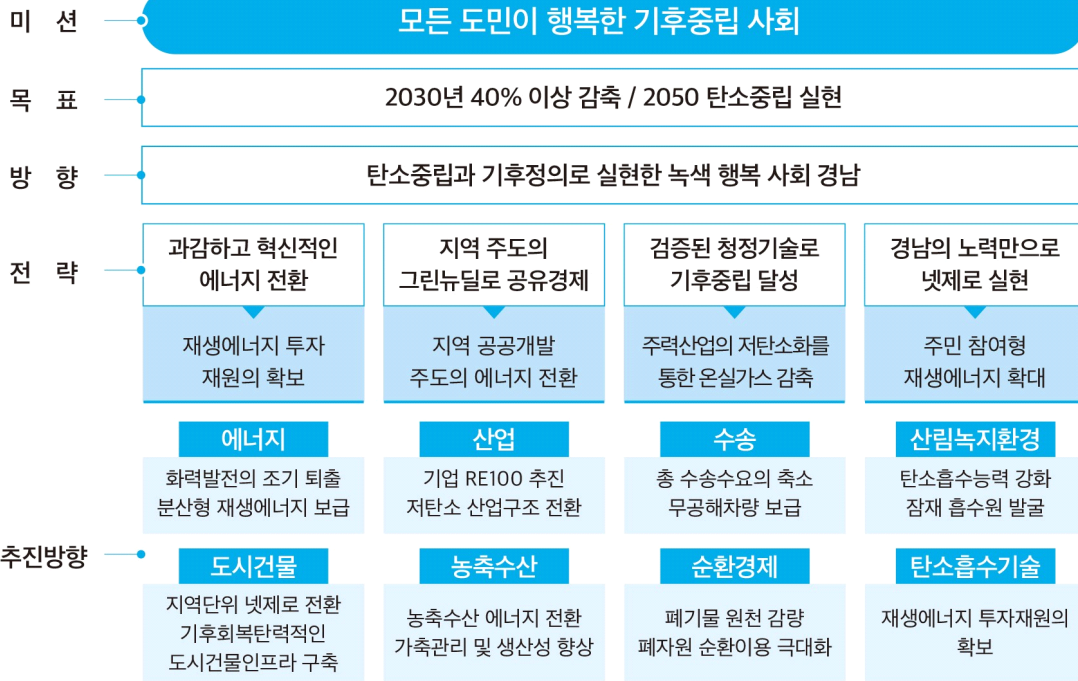 미 션
모든 도민이 행복한 기후중립 사회
목 표
2030년 40% 이상 감축 / 2050 탄소중립 실현
방 향
탄소중립과 기후정의로 실현한 녹색 행복 사회 경남
전 략
과감하고 혁신적인
에너지 전환
재생에너지 투자
재원의 확보
지역 주도의
그린뉴딜로 공유경제
지역 공공개발
주도의 에너지 전환
검증된 청정기술로
기후중립 달성
주력산업의 저탄소화를
통한 온실가스 감축
경남의 노력만으로
넷제로 실현
주민 참여형
재생에너지 확대
추진방향
에너지
화력발전의 조기 퇴출
분산형 재생에너지 보급
산업
기업 RE100 추진
저탄소 산업구조 전환
수송
총 수송수요의 축소
무공해차량 보급
산림녹지환경
탄소흡수능력 강화
잠재 흡수원 발굴
도시건물
지역단위 넷제로 전환
기후회복탄력적인
도시건물인프라 구축
농축수산
농축수산 에너지 전환
가축관리 및 생산성 향상
순환경제
폐기물 원천 감량
폐자원 순환이용 극대화
탄소흡수기술
재생에너지 투자재원의
확보